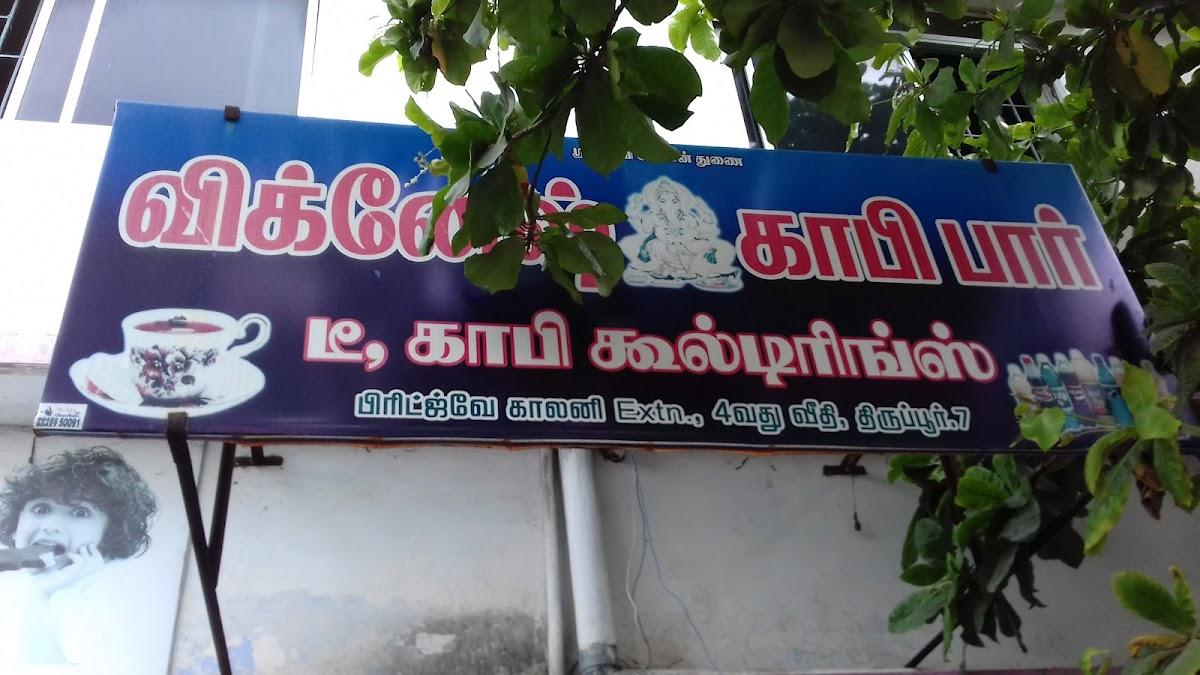 துணை
காபி பார்
டீ, காபி கூல்டிரிங்ஸ்
பிரிட்ஜ்வே காலனி Extn., 4வது வீதி, திருப்பூர்.7